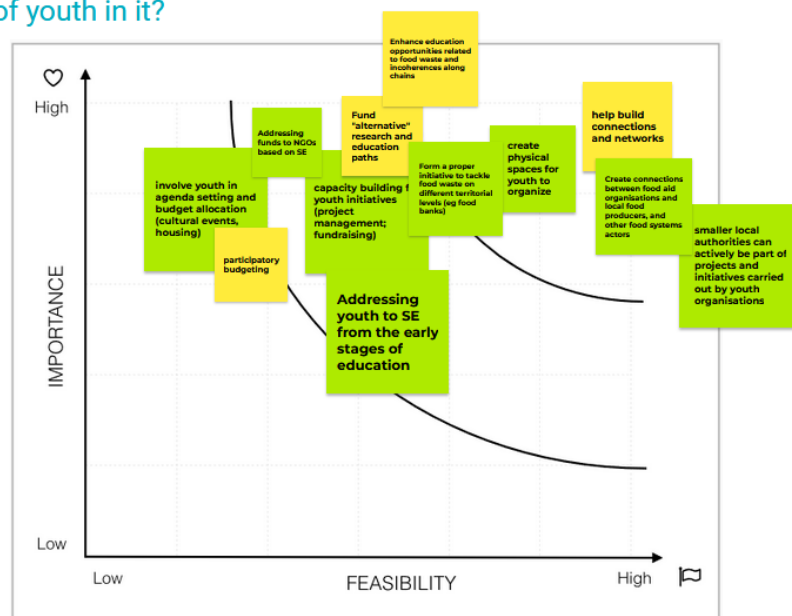 of youth in it?
Enhance education
opportunities related
to food waste and
incoherences along
chains
High
Addressing
funds to NGOs
based on SE
Fund
"alternative"
research and
education
paths
help build
connections
and networks
create
physical
spaces for
youth to
organize
Form a proper
initiative to tackle
food waste on
different territorial
levels (eg food
banks)
involve youth in
agenda setting and
budget allocation
(cultural events,
housing)
capacity building f
youth initiatives
(project
management;
fundraising)
Create connections
between food aid
organisations and
local food
producers, and
other food systems
actors
smaller local
authorities can
actively be part of
projects and
initiatives carried
out by youth
organisations
participatory
budgeting
Addressing
youth to SE
from the early
stages of
education
IMPORTANCE
Low
Low
FEASIBILITY
High